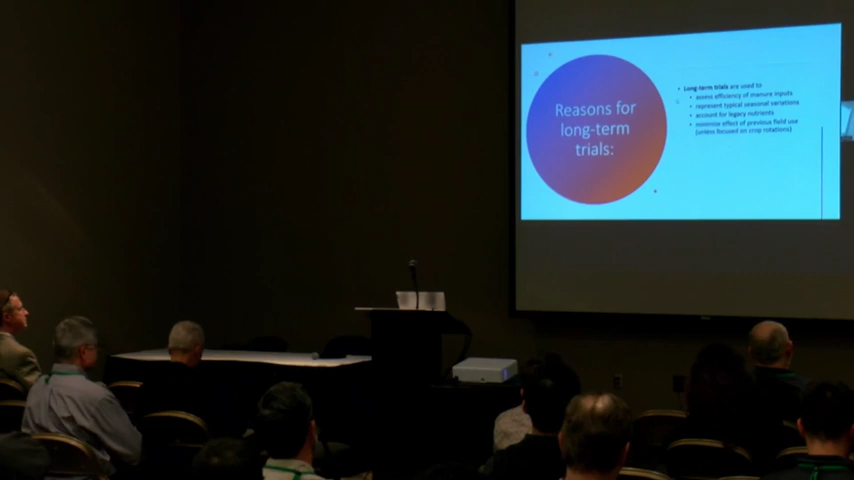 Reasons for
long-term
trials:
• Long-term trials are used to
• assess efficiency of manure inputs
• represent typical seasonal variations
• account for legacy nutrients
• minimize effect of previous field use
(unless focused on crop rotations)